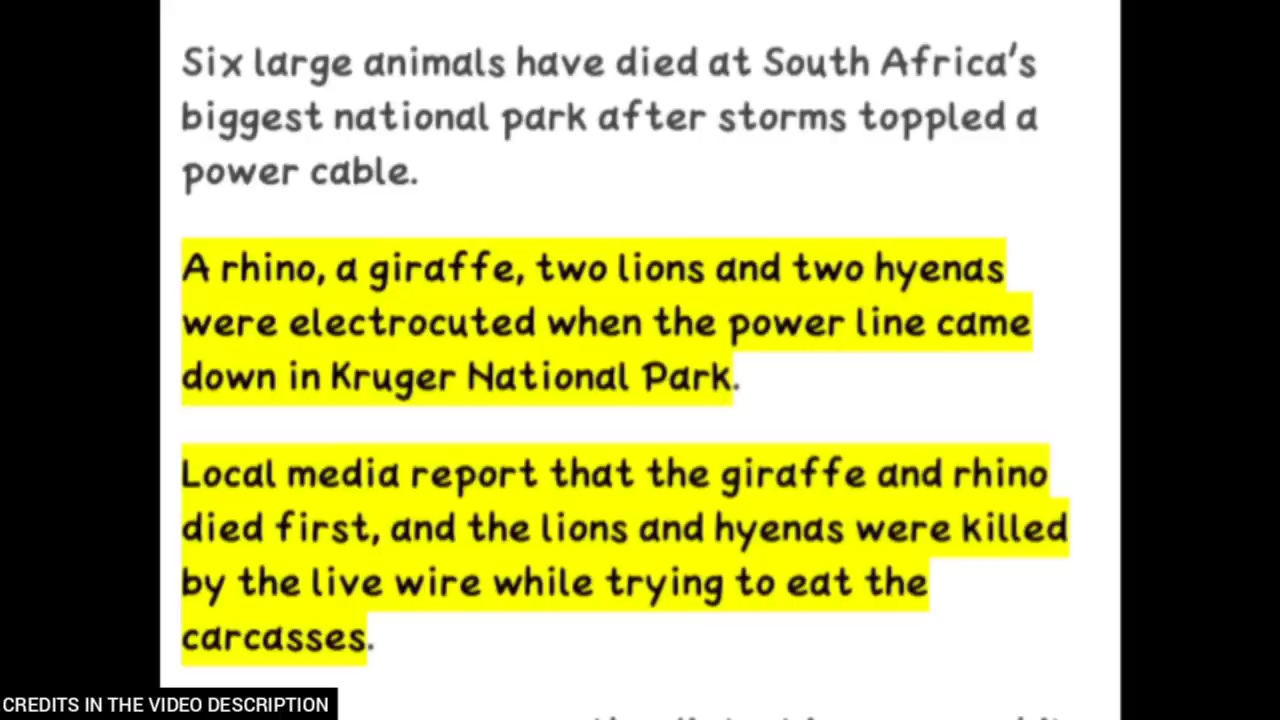 Six large animals have died at South Africa's
biggest national park after storms toppled a
power cable.
A rhino, a giraffe, two lions and two hyenas
were electrocuted when the power line came
down in Kruger National Park.
Local media report that the giraffe and rhino
died first, and the lions and hyenas were killed
by the live wire while trying to eat the
carcasses.
CREDITS IN THE VIDEO DESCRIPTION